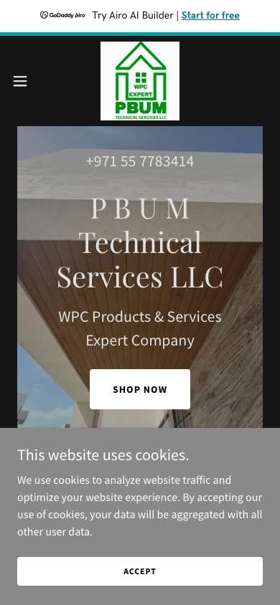 GoDaddy Airo Try Airo AI Builder | Start for free
WPC
EXPERT
PBUM
TECHNICAL SERVICES LLC
+971 55 7783414
P B U M
Technical
Services LLC
WPC Products & Services
Expert Company
SHOP NOW
This website uses cookies.
We use cookies to analyze website traffic and
optimize your website experience. By accepting our
use of cookies, your data will be aggregated with all
other user data.
ACCEPT